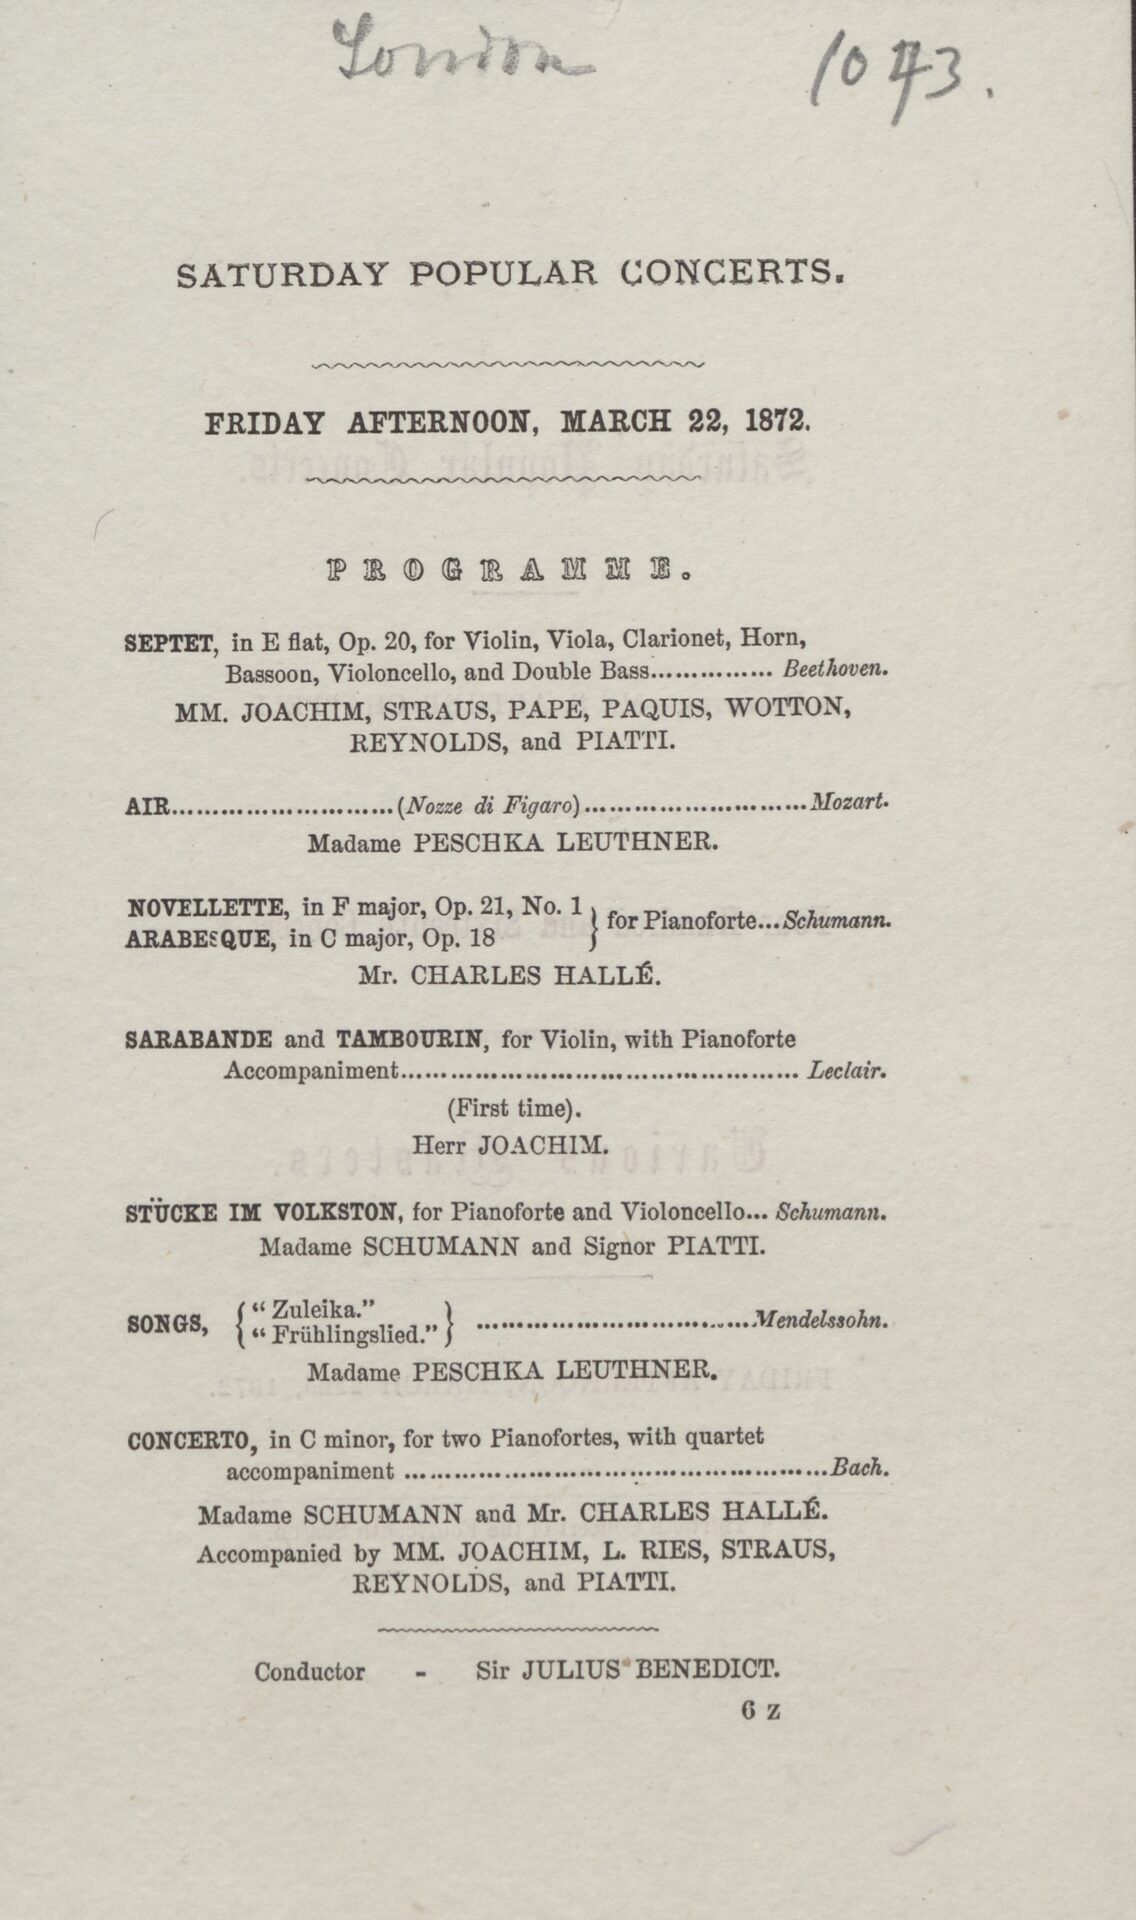 London 1043.
SATURDAY POPULAR CONCERTS.
FRIDAY AFTERNOON, MARCH 22, 1872.
PROGRAMME.
SEPTET, in E flat, Op. 20, for Violin, Viola, Clarionet, Horn,
Bassoon, Violoncello, and Double Bass............... Beethoven.
MM. JOACHIM, STRAUS, PAPE, PAQUIS, WOTTON,
REYNOLDS, and PIATTI.
AIR..........................(Nozze di Figaro)..........................Mozart.
Madame PESCHKA LEUTHNER.
NOVELLETTE, in F major, Op. 21, No. 1
ARABESQUE, in C major, Op. 18 } for Pianoforte...Schumann.
Mr. CHARLES HALLÉ.
SARABANDE and TAMBOURIN, for Violin, with Pianoforte
Accompaniment............................................... Leclair.
(First time).
Herr JOACHIM.
STÜCKE IM VOLKSTON, for Pianoforte and Violoncello... Schumann.
Madame SCHUMANN and Signor PIATTI.
SONGS, { "Zuleika."
"Frühlingslied." } ................................Mendelssohn.
Madame PESCHKA LEUTHNER.
CONCERTO, in C minor, for two Pianofortes, with quartet
accompaniment ..................................................Bach.
Madame SCHUMANN and Mr. CHARLES HALLÉ.
Accompanied by MM. JOACHIM, L. RIES, STRAUS,
REYNOLDS, and PIATTI.
Conductor - Sir JULIUS BENEDICT.
6 z